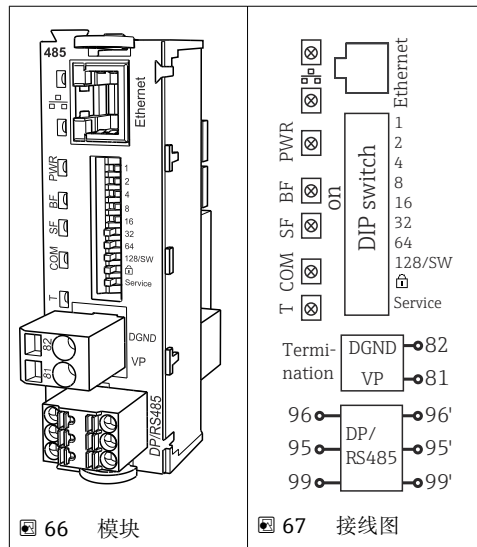 485
Ethernet
PWR
BF
SF
COM
T
1
2
4
8
16
32
64
128/SW
Service
82
81
DGND
VP
DP/RS485
66 模块
Ethernet
PWR
BF
SF
COM
T
on
DIP switch
1
2
4
8
16
32
64
128/SW
Service
Termi-
nation
DGND
VP
82
81
96
95
99
DP/
RS485
96'
95'
99'
67 接线图